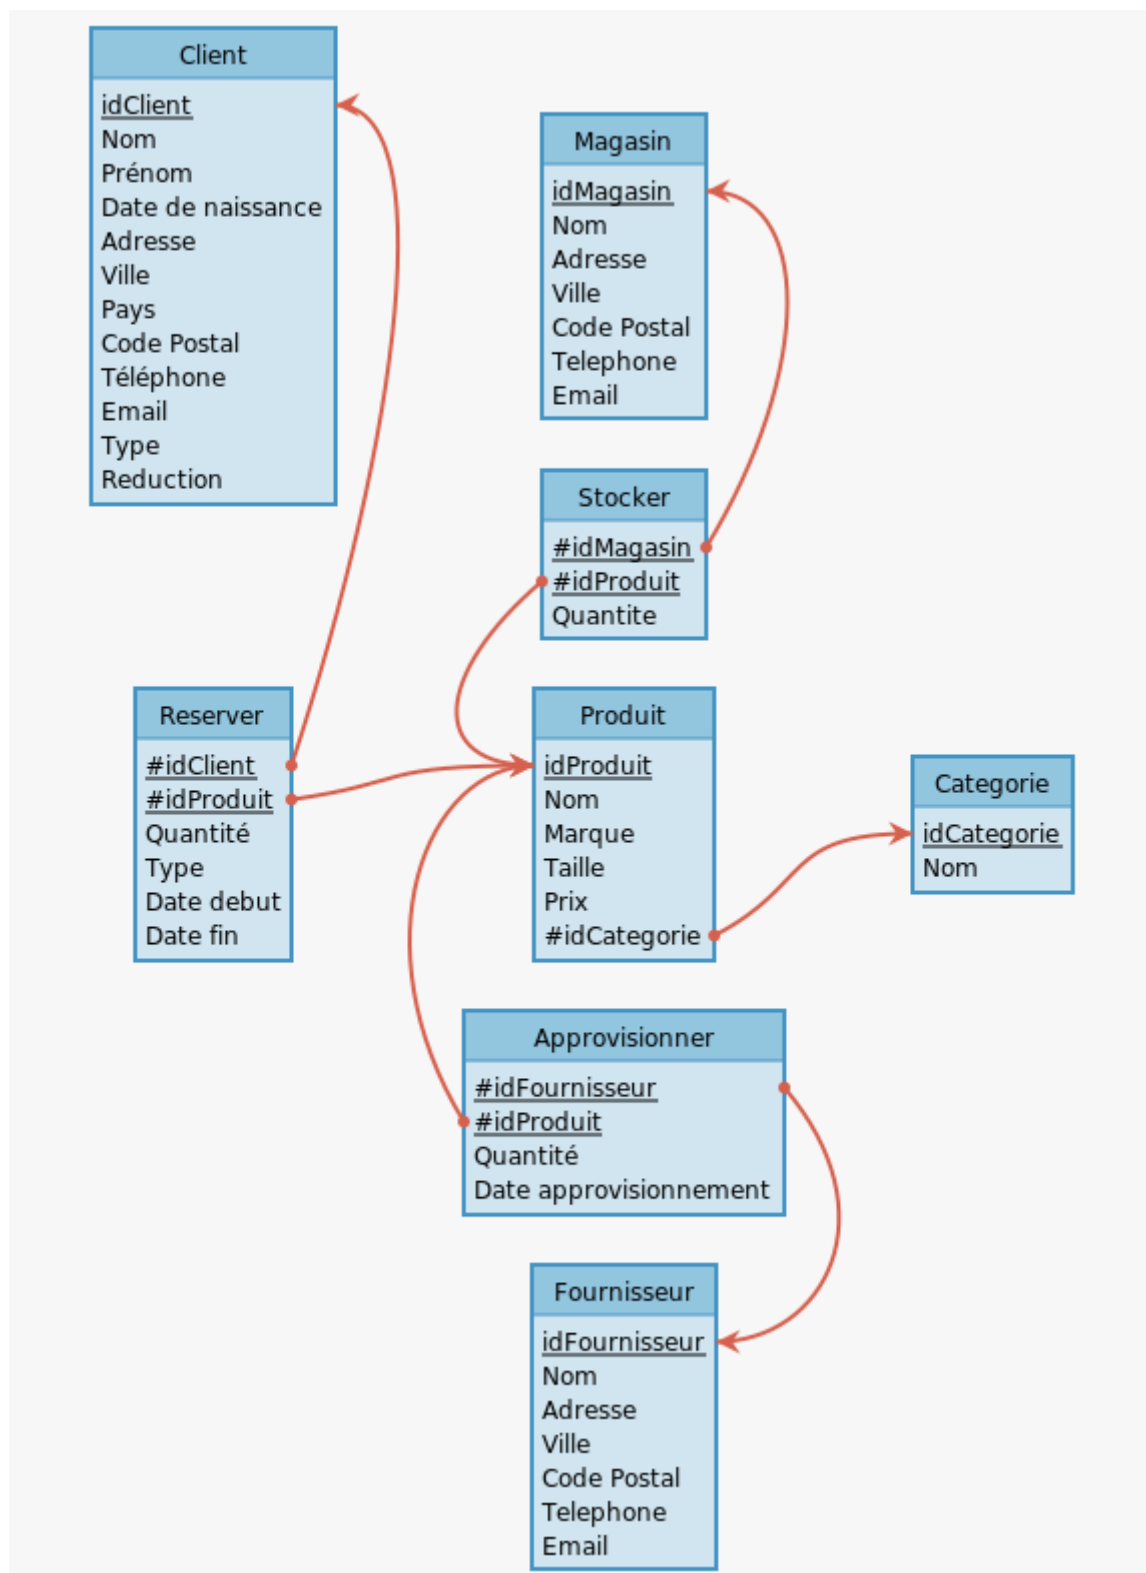 Client
idClient
Nom
Prénom
Date de naissance
Adresse
Ville
Pays
Code Postal
Téléphone
Email
Type
Reduction
Magasin
idMagasin
Nom
Adresse
Ville
Code Postal
Telephone
Email
Stocker
#idMagasin
#idProduit
Quantite
Reserver
#idClient
#idProduit
Quantité
Type
Date debut
Date fin
Produit
idProduit
Nom
Marque
Taille
Prix
#idCategorie
Categorie
idCategorie
Nom
Approvisionner
#idFournisseur
#idProduit
Quantité
Date approvisionnement
Fournisseur
idFournisseur
Nom
Adresse
Ville
Code Postal
Telephone
Email